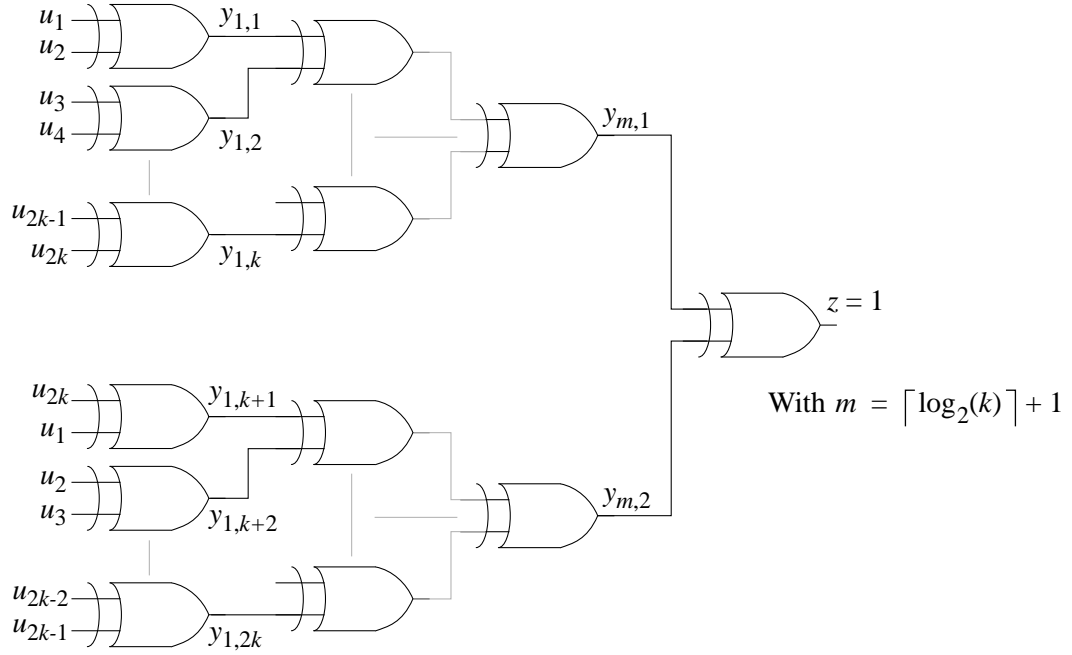 u1
y1,1
u2
u3
u4
y1,2
ym,1
u2k-1
u2k
y1,k
z = 1
u2k
y1,k+1
With m = ⌈log2(k)⌉ + 1
u1
u2
u3
y1,k+2
ym,2
u2k-2
u2k-1
y1,2k